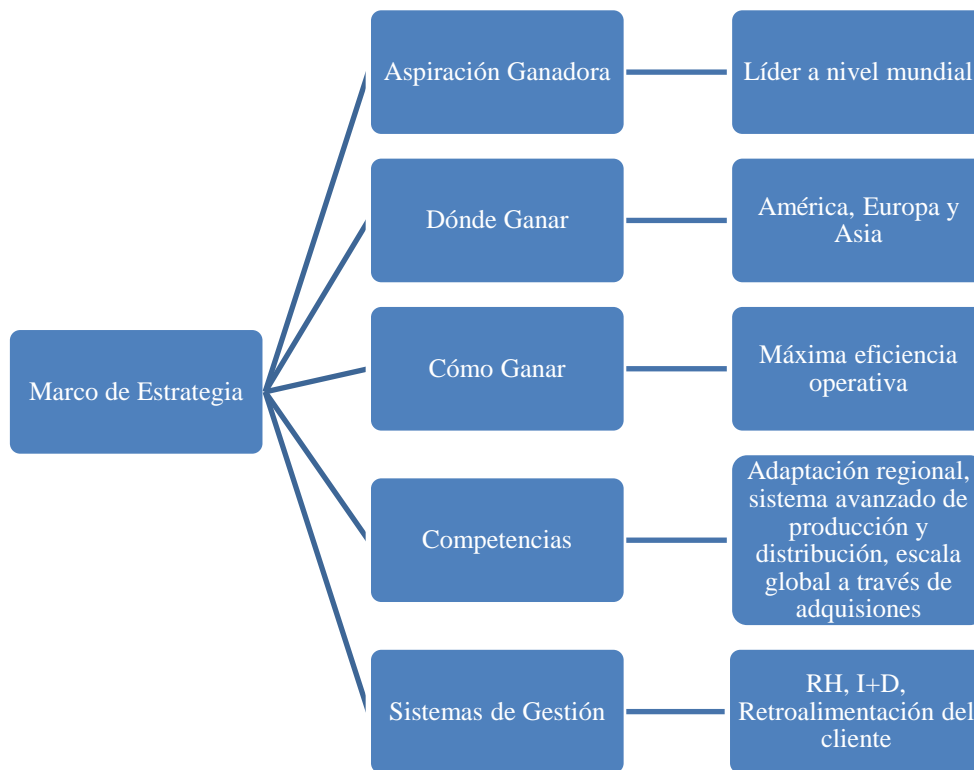 Marco de Estrategia
Aspiración Ganadora
Líder a nivel mundial
Dónde Ganar
América, Europa y
Asia
Cómo Ganar
Máxima eficiencia
operativa
Competencias
Adaptación regional,
sistema avanzado de
producción y
distribución, escala
global a través de
adquisiones
Sistemas de Gestión
RH, I+D,
Retroalimentación del
cliente